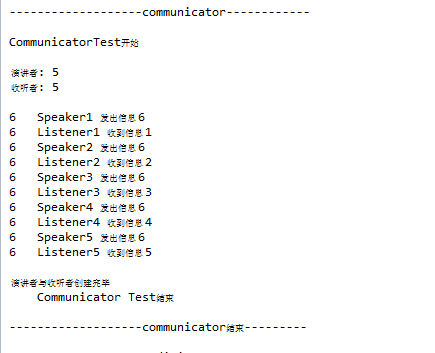 -------------------communicator------------
CommunicatorTest开始
演讲者: 5
收听者: 5
6 Speaker1 发出信息6
6 Listener1 收到信息1
6 Speaker2 发出信息6
6 Listener2 收到信息2
6 Speaker3 发出信息6
6 Listener3 收到信息3
6 Speaker4 发出信息6
6 Listener4 收到信息4
6 Speaker5 发出信息6
6 Listener5 收到信息5
演讲者与收听者创建完毕
Communicator Test结束
-------------------communicator结束---------